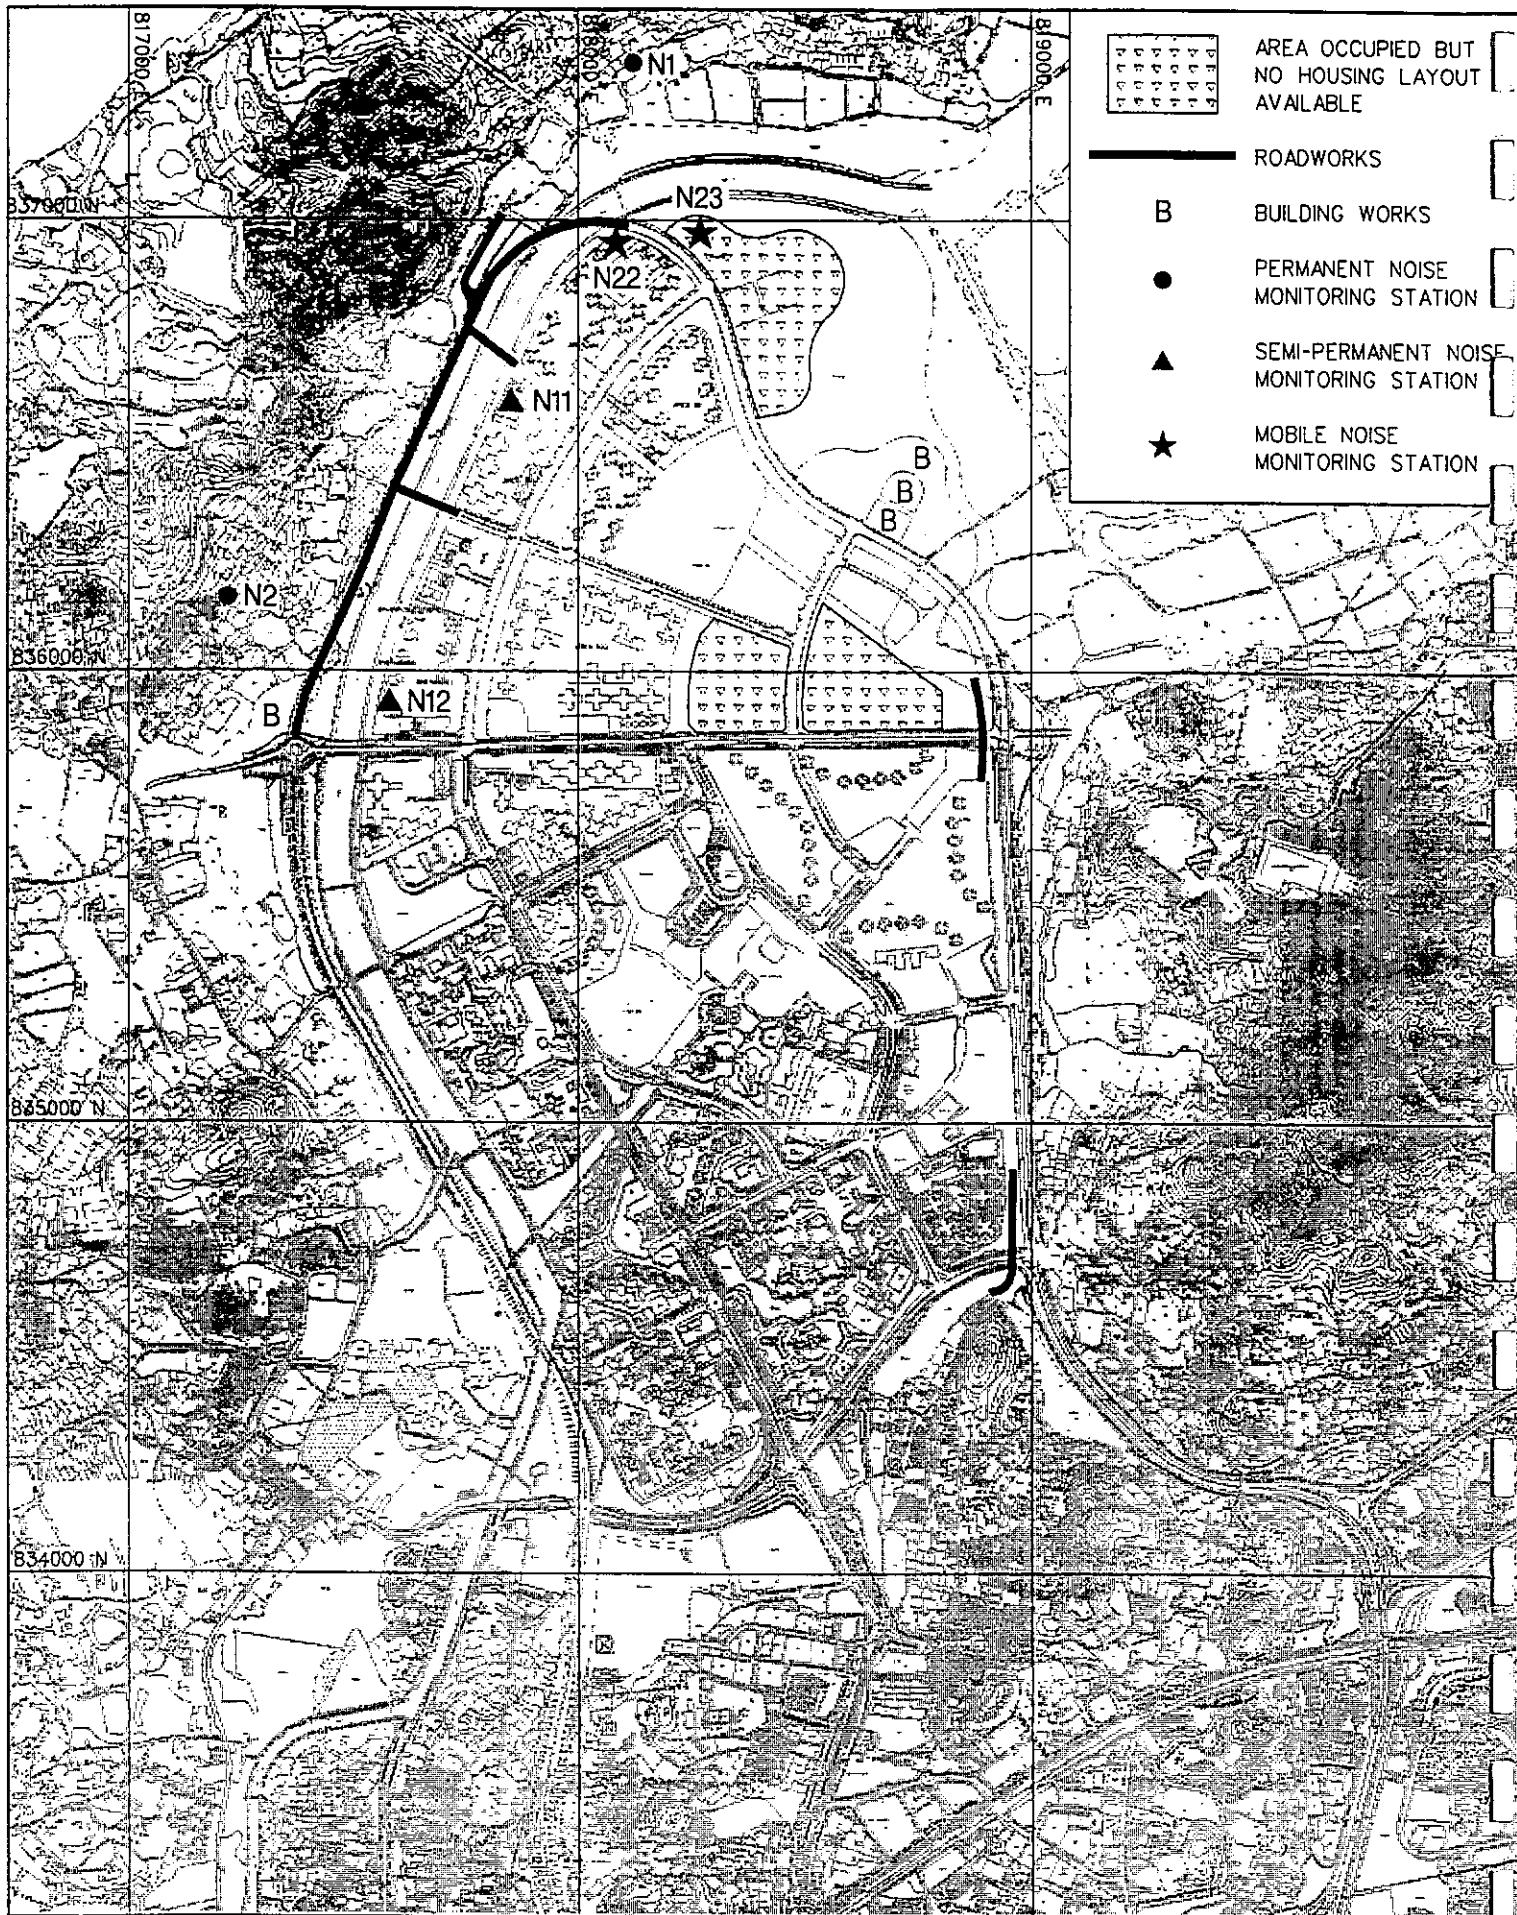 817000 E
818000 E
819000 E
N1
AREA OCCUPIED BUT
NO HOUSING LAYOUT
AVAILABLE
ROADWORKS
B
BUILDING WORKS
PERMANENT NOISE
MONITORING STATION
SEMI-PERMANENT NOISE
MONITORING STATION
MOBILE NOISE
MONITORING STATION
837000 N
N23
N22
N11
B
B
B
N2
836000 N
N12
B
835000 N
834000 N